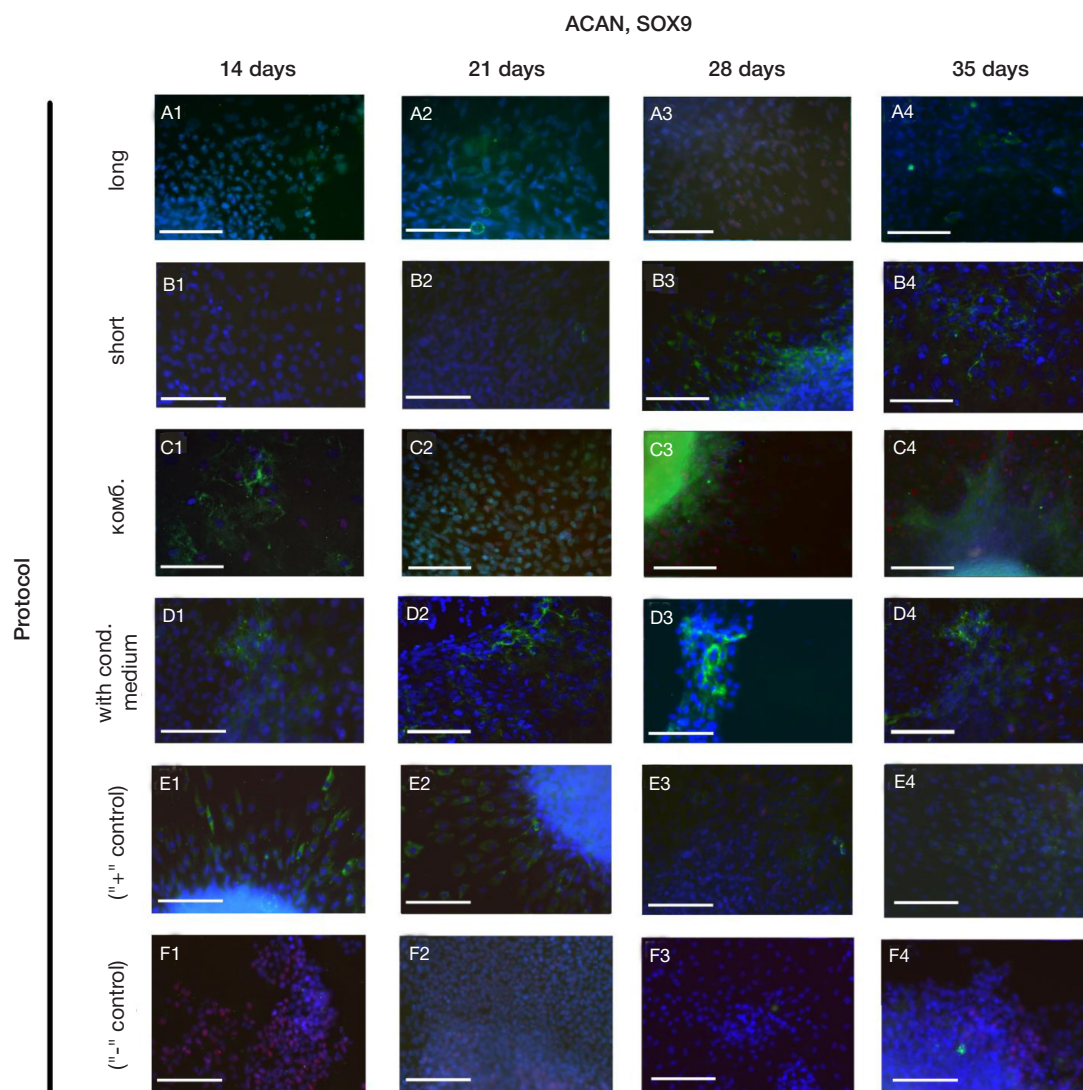 ACAN, SOX9
14 days
21 days
28 days
35 days
Protocol
long
A1
A2
A3
A4
short
B1
B2
B3
B4
комб.
C1
C2
C3
C4
with cond.
medium
D1
D2
D3
D4
("+" control)
E1
E2
E3
E4
("-" control)
F1
F2
F3
F4